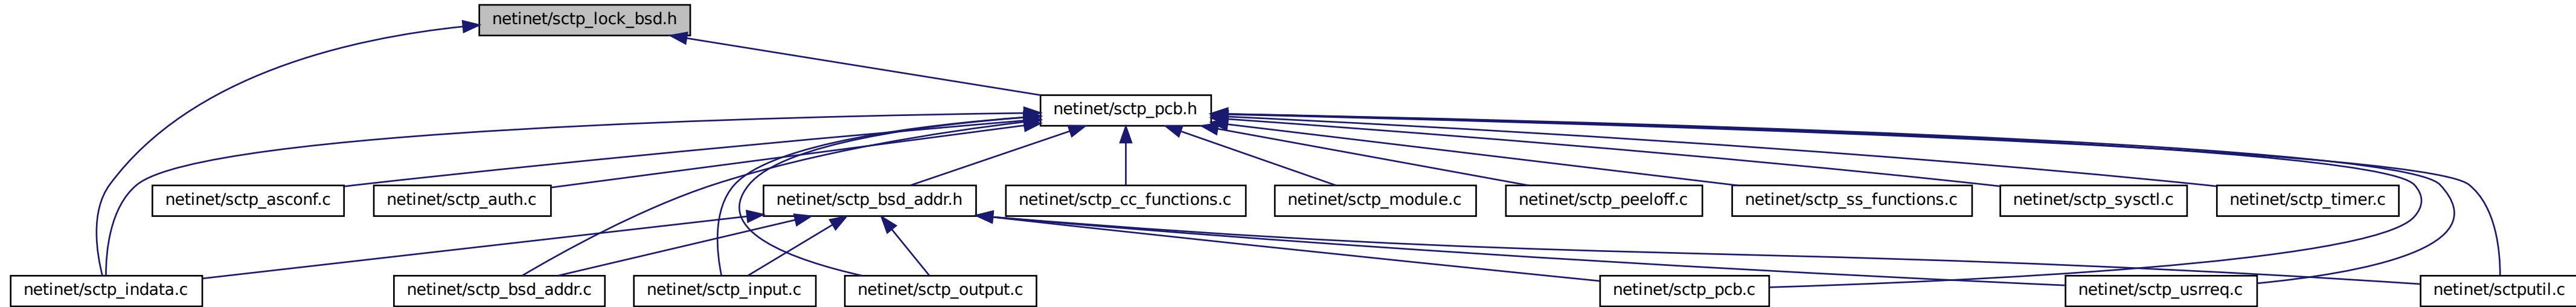 netinet/sctp_lock_bsd.h
netinet/sctp_pcb.h
netinet/sctp_asconf.c
netinet/sctp_auth.c
netinet/sctp_bsd_addr.h
netinet/sctp_cc_functions.c
netinet/sctp_module.c
netinet/sctp_peeloff.c
netinet/sctp_ss_functions.c
netinet/sctp_sysctl.c
netinet/sctp_timer.c
netinet/sctp_indata.c
netinet/sctp_bsd_addr.c
netinet/sctp_input.c
netinet/sctp_output.c
netinet/sctp_pcb.c
netinet/sctp_usrreq.c
netinet/sctputil.c